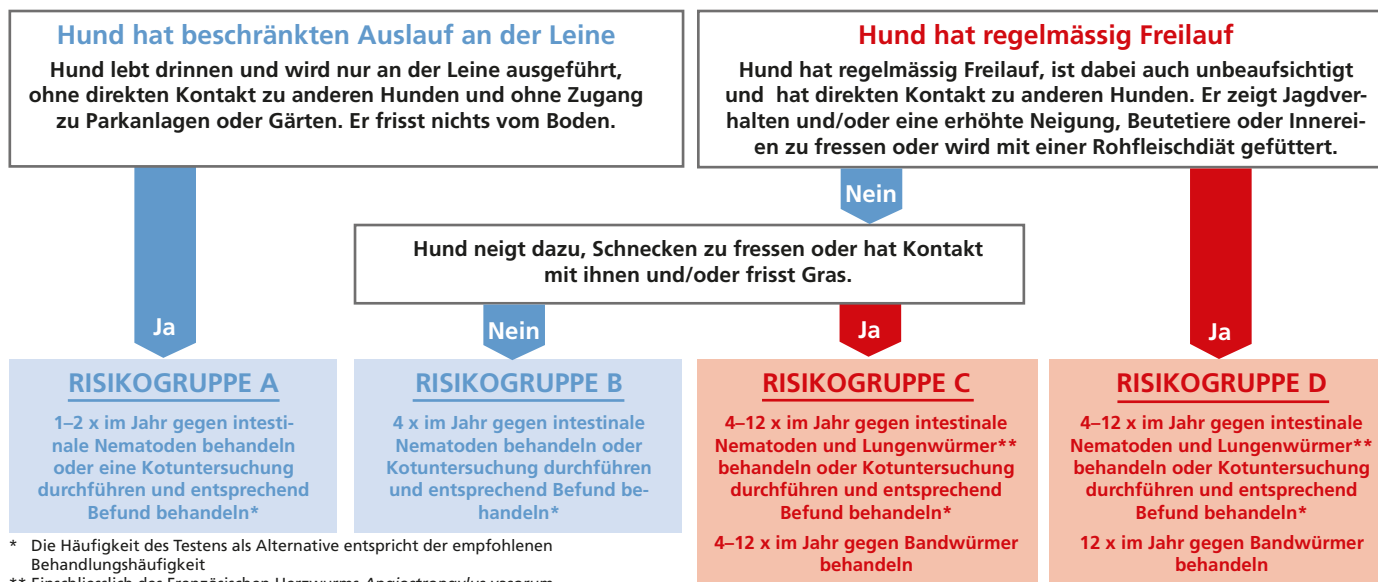 Hund hat beschränkten Auslauf an der Leine
Hund lebt drinnen und wird nur an der Leine ausgeführt,
ohne direkten Kontakt zu anderen Hunden und ohne Zugang
zu Parkanlagen oder Gärten. Er frisst nichts vom Boden.
Hund hat regelmässig Freilauf
Hund hat regelmässig Freilauf, ist dabei auch unbeaufsichtigt
und hat direkten Kontakt zu anderen Hunden. Er zeigt Jagdver-
halten und/oder eine erhöhte Neigung, Beutetiere oder Innerei-
en zu fressen oder wird mit einer Rohfleischdiät gefüttert.
Nein
Hund neigt dazu, Schnecken zu fressen oder hat Kontakt
mit ihnen und/oder frisst Gras.
Ja
Nein
Ja
Ja
RISIKOGRUPPE A
1–2 x im Jahr gegen intesti-
nale Nematoden behandeln
oder eine Kotuntersuchung
durchführen und entsprechend
Befund behandeln*
RISIKOGRUPPE B
4 x im Jahr gegen intestinale
Nematoden behandeln oder
Kotuntersuchung durchführen
und entsprechend Befund be-
handeln*
RISIKOGRUPPE C
4–12 x im Jahr gegen intestinale
Nematoden und Lungenwürmer**
behandeln oder Kotuntersuchung
durchführen und entsprechend
Befund behandeln*
4–12 x im Jahr gegen Bandwürmer
behandeln
RISIKOGRUPPE D
4–12 x im Jahr gegen intestinale
Nematoden und Lungenwürmer**
behandeln oder Kotuntersuchung
durchführen und entsprechend
Befund behandeln*
12 x im Jahr gegen Bandwürmer
behandeln
* Die Häufigkeit des Testens als Alternative entspricht der empfohlenen
Behandlungshäufigkeit
** Einschliesslich des Französischen Herzwurms Angiostrongylus vasorum